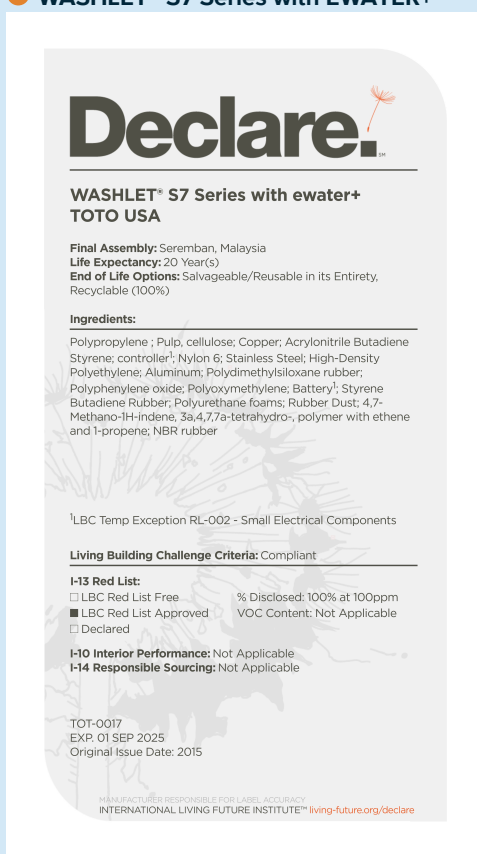 WASHLET® S7 Series with EWATER+
Declare.℠
WASHLET® S7 Series with ewater+
TOTO USA
Final Assembly: Seremban, Malaysia
Life Expectancy: 20 Year(s)
End of Life Options: Salvageable/Reusable in its Entirety,
Recyclable (100%)
Ingredients:
Polypropylene ; Pulp, cellulose; Copper; Acrylonitrile Butadiene
Styrene; controller¹; Nylon 6; Stainless Steel; High-Density
Polyethylene; Aluminum; Polydimethylsiloxane rubber;
Polyphenylene oxide; Polyoxymethylene; Battery¹; Styrene
Butadiene Rubber; Polyurethane foams; Rubber Dust; 4,7-
Methano-1H-indene, 3a,4,7,7a-tetrahydro-, polymer with ethene
and 1-propene; NBR rubber
¹LBC Temp Exception RL-002 - Small Electrical Components
Living Building Challenge Criteria: Compliant
I-13 Red List:
☐ LBC Red List Free % Disclosed: 100% at 100ppm
■ LBC Red List Approved VOC Content: Not Applicable
☐ Declared
I-10 Interior Performance: Not Applicable
I-14 Responsible Sourcing: Not Applicable
TOT-0017
EXP. 01 SEP 2025
Original Issue Date: 2015
MANUFACTURER RESPONSIBLE FOR LABEL ACCURACY
INTERNATIONAL LIVING FUTURE INSTITUTE™ living-future.org/declare